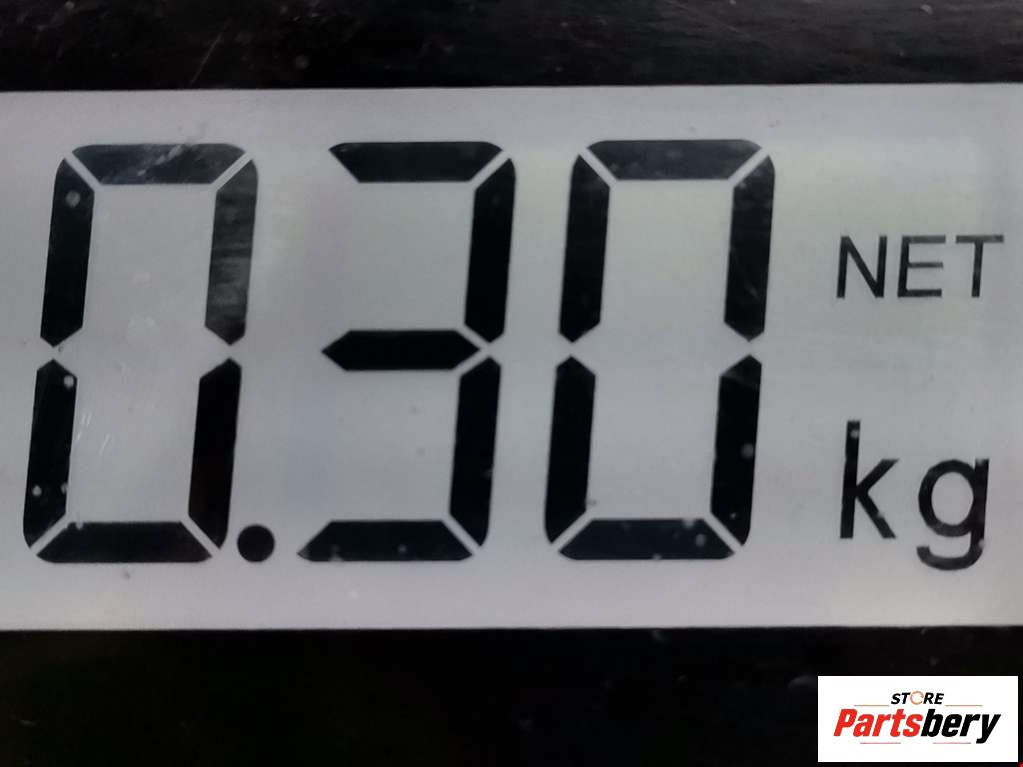 0.30 NET
kg
STORE
Partsbery